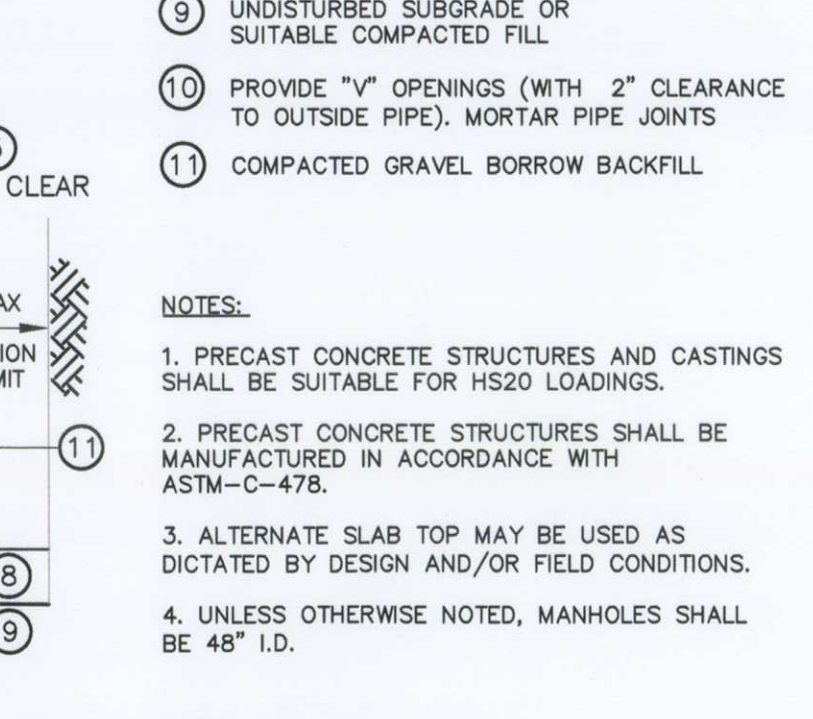 9 UNDISTURBED SUBGRADE OR
SUITABLE COMPACTED FILL
10 PROVIDE "V" OPENINGS (WITH 2" CLEARANCE
TO OUTSIDE PIPE). MORTAR PIPE JOINTS
11 COMPACTED GRAVEL BORROW BACKFILL
CLEAR
11
8
9
NOTES:
1. PRECAST CONCRETE STRUCTURES AND CASTINGS
SHALL BE SUITABLE FOR HS20 LOADINGS.
2. PRECAST CONCRETE STRUCTURES SHALL BE
MANUFACTURED IN ACCORDANCE WITH
ASTM-C-478.
3. ALTERNATE SLAB TOP MAY BE USED AS
DICTATED BY DESIGN AND/OR FIELD CONDITIONS.
4. UNLESS OTHERWISE NOTED, MANHOLES SHALL
BE 48" I.D.